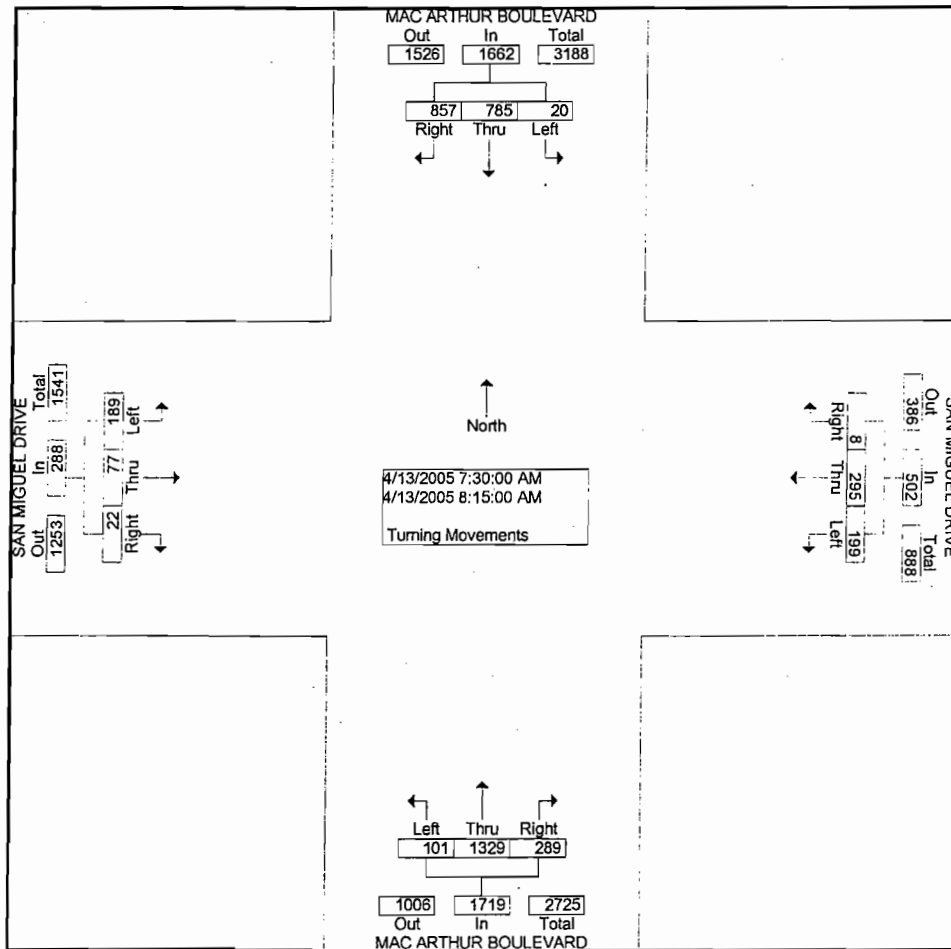 MAC ARTHUR BOULEVARD
Out In Total
1526 1662 3188
857 785 20
Right Thru Left
SAN MIGUEL DRIVE
Total In Out
1541 288 1253
189 77 22
Left Thru Right
North
4/13/2005 7:30:00 AM
4/13/2005 8:15:00 AM
Turning Movements
Right Thru Left
8 295 199
Out In Total
386 502 888
SAN MIGUEL DRIVE
Left Thru Right
101 1329 289
1006 1719 2725
Out In Total
MAC ARTHUR BOULEVARD